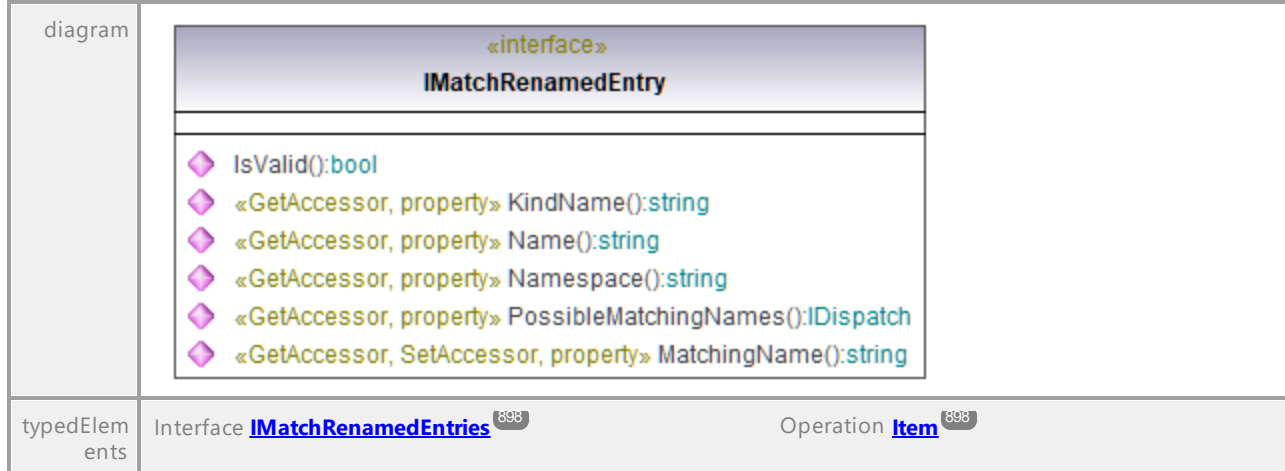 diagram
«interface»
IMatchRenamedEntry
IsValid():bool
«GetAccessor, property» KindName():string
«GetAccessor, property» Name():string
«GetAccessor, property» Namespace():string
«GetAccessor, property» PossibleMatchingNames():IDispatch
«GetAccessor, SetAccessor, property» MatchingName():string
typedElem
ents
Interface IMatchRenamedEntries 898 Operation Item 898